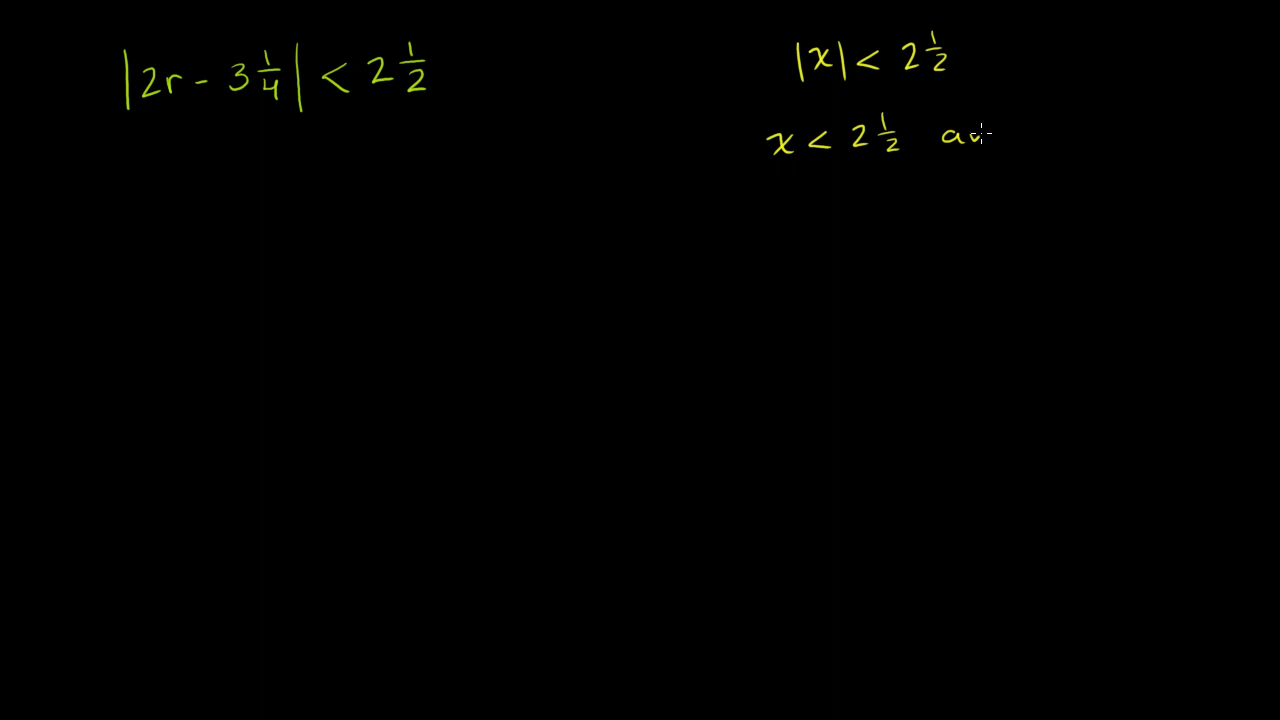 |2r - 3 1/4| < 2 1/2
|x| < 2 1/2
x < 2 1/2